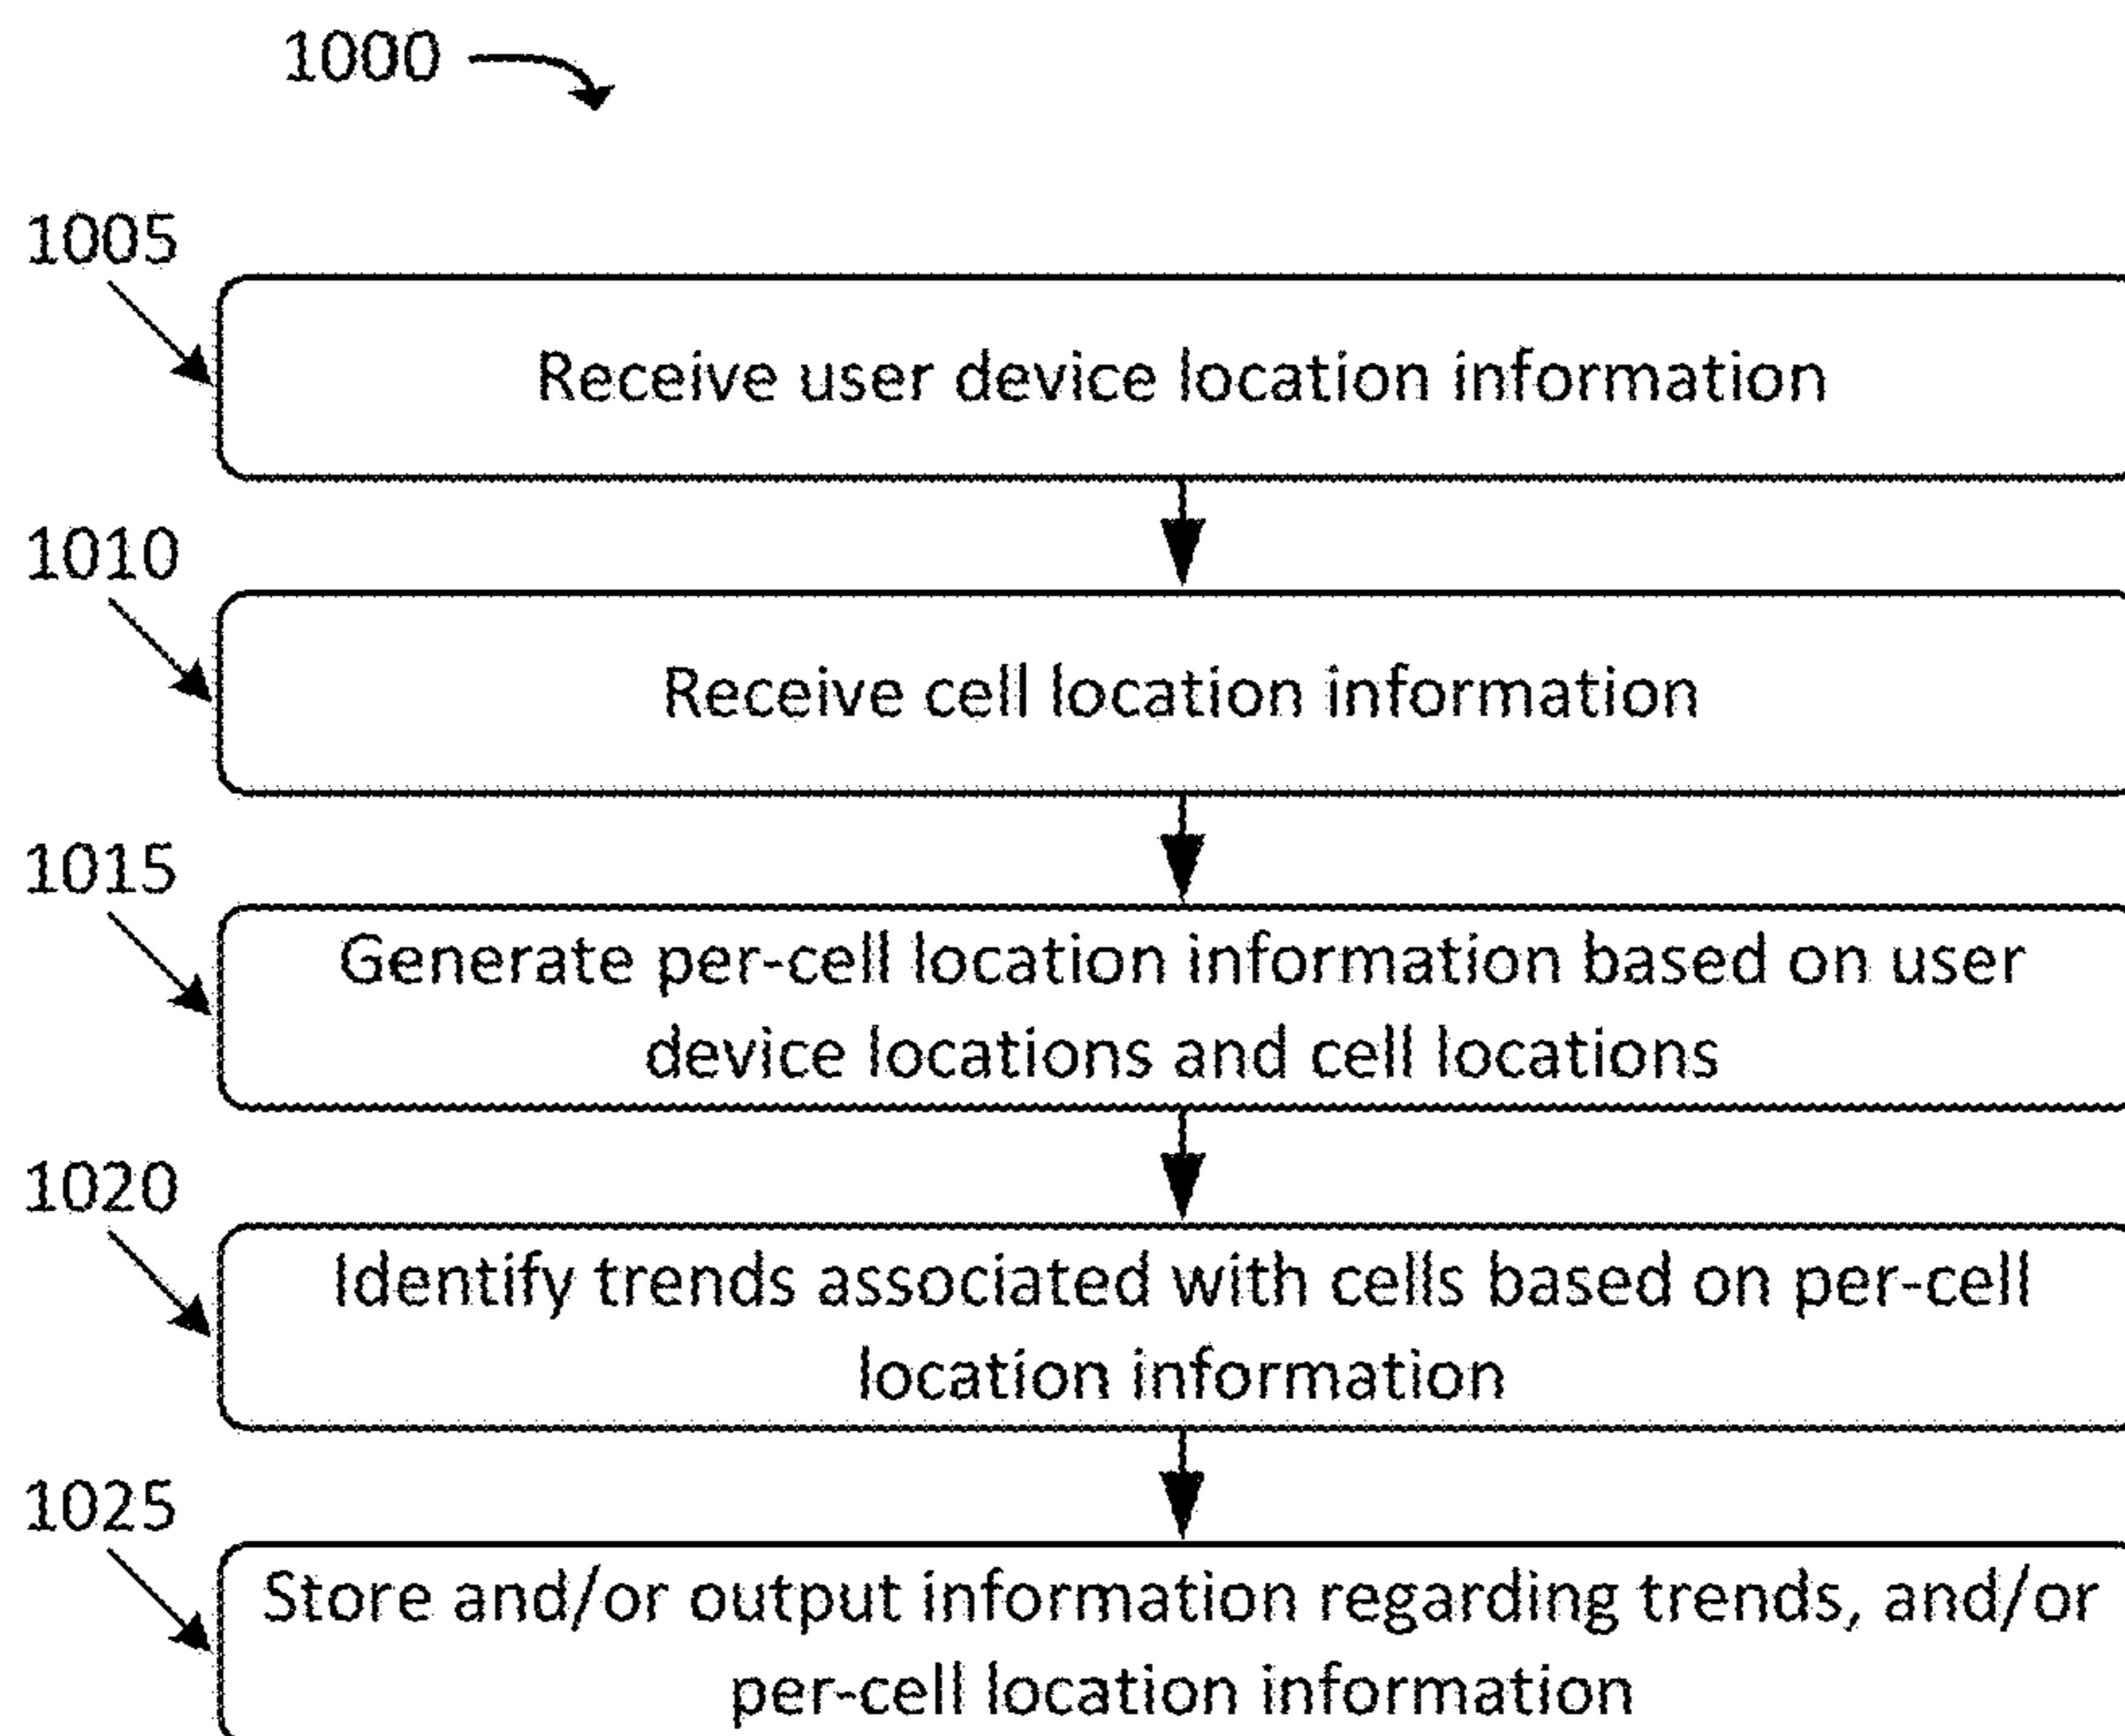 1000
1005
Receive user device location information
1010
Receive cell location information
1015
Generate per-cell location information based on user
device locations and cell locations
1020
Identify trends associated with cells based on per-cell
location information
1025
Store and/or output information regarding trends, and/or
per-cell location information